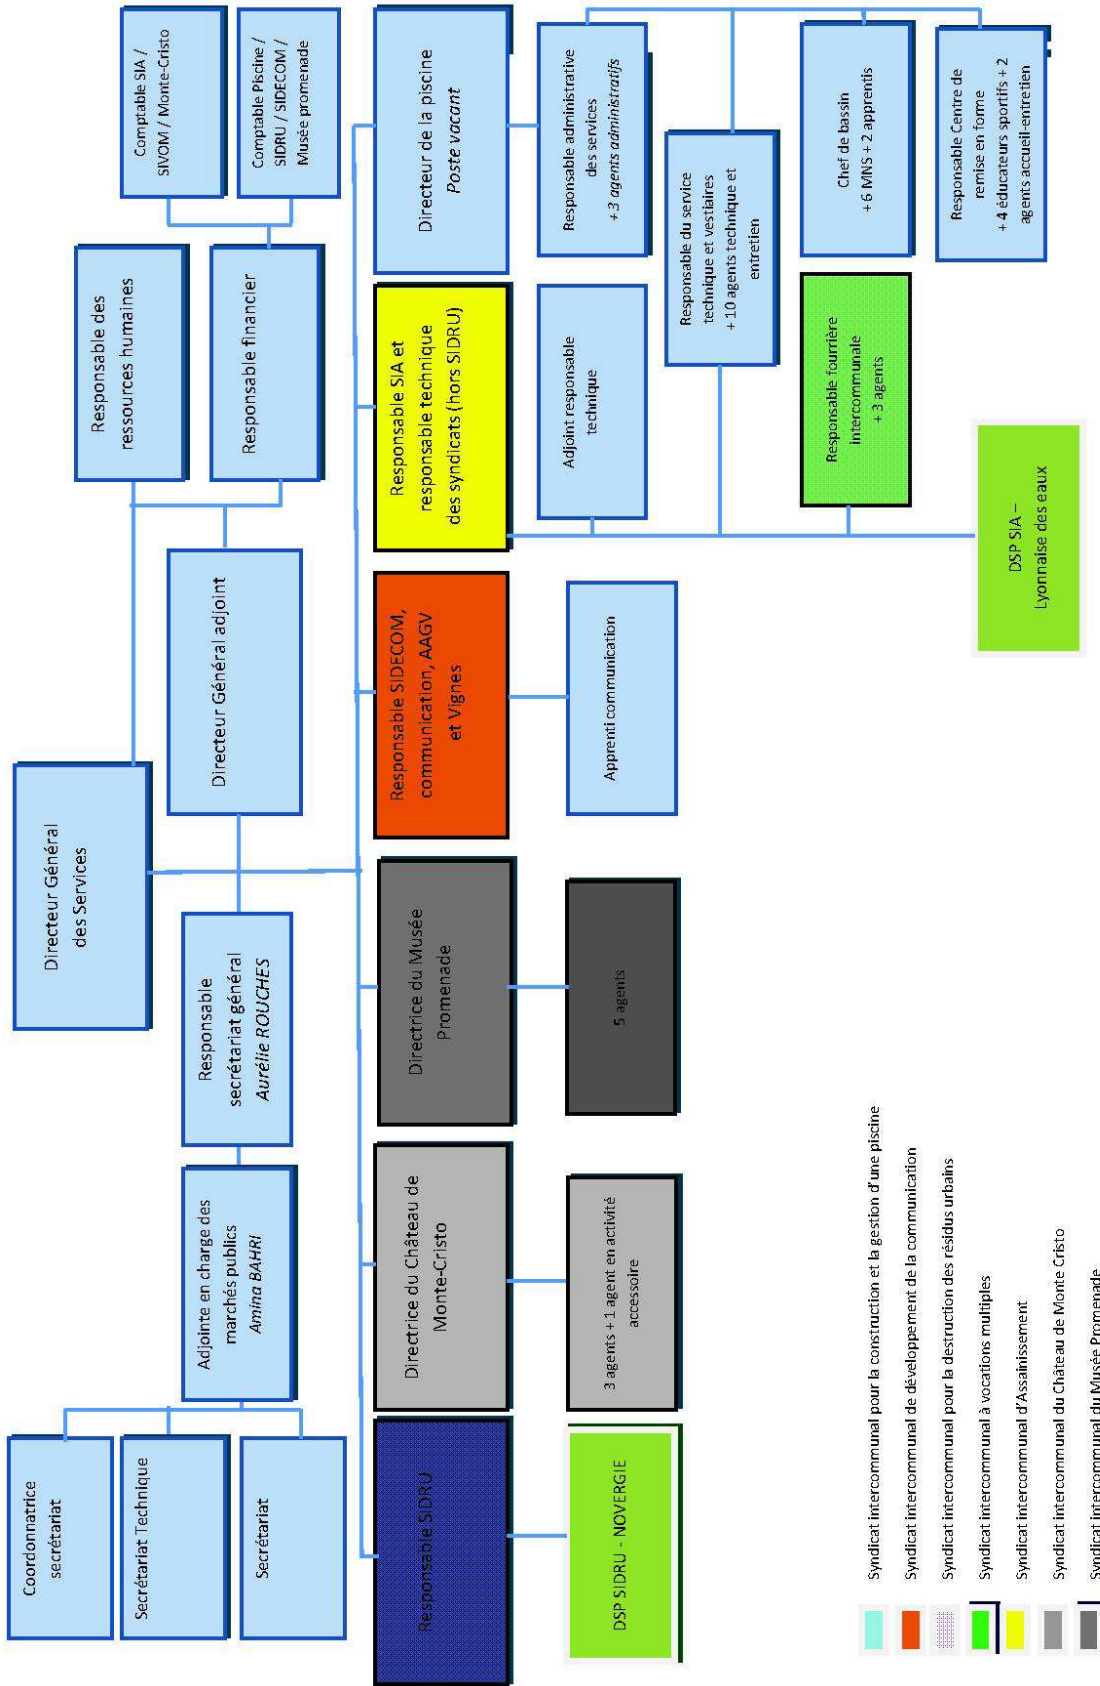 Directeur Général
des Services
Coordonnatrice
secrétariat
Secrétariat Technique
Secrétariat
Adjointe en charge des
marchés publics
Amina BAHRI
Responsable
secrétariat général
Aurélie ROUCHES
Directeur Général adjoint
Responsable des
ressources humaines
Responsable financier
Comptable SIA /
SIVOM / Monte-Cristo
Comptable Piscine /
SIDRU / SIDECOM /
Musée promenade
Responsable SIDRU
Directrice du Château de
Monte-Cristo
Directrice du Musée
Promenade
Responsable SIDECOM,
communication, AAGV
et Vignes
Responsable SIA et
responsable technique
des syndicats (hors SIDRU)
Directeur de la piscine
Poste vacant
DSP SIDRU - NOVERGIE
3 agents + 1 agent en activité
accessoire
5 agents
Apprenti communication
Adjoint responsable
technique
Responsable administrative
des services
+ 3 agents administratifs
Responsable du service
technique et vestiaires
+ 10 agents technique et
entretien
Responsable fourrière
intercommunale
+ 3 agents
Chef de bassin
+ 6 MNS + 2 apprentis
DSP SIA –
Lyonnaise des eaux
Responsable Centre de
remise en forme
+ 4 éducateurs sportifs + 2
agents accueil-entretien
Syndicat intercommunal pour la construction et la gestion d'une piscine
Syndicat intercommunal de développement de la communication
Syndicat intercommunal pour la destruction des résidus urbains
Syndicat intercommunal à vocations multiples
Syndicat intercommunal d'Assainissement
Syndicat intercommunal du Château de Monte Cristo
Syndicat intercommunal du Musée Promenade